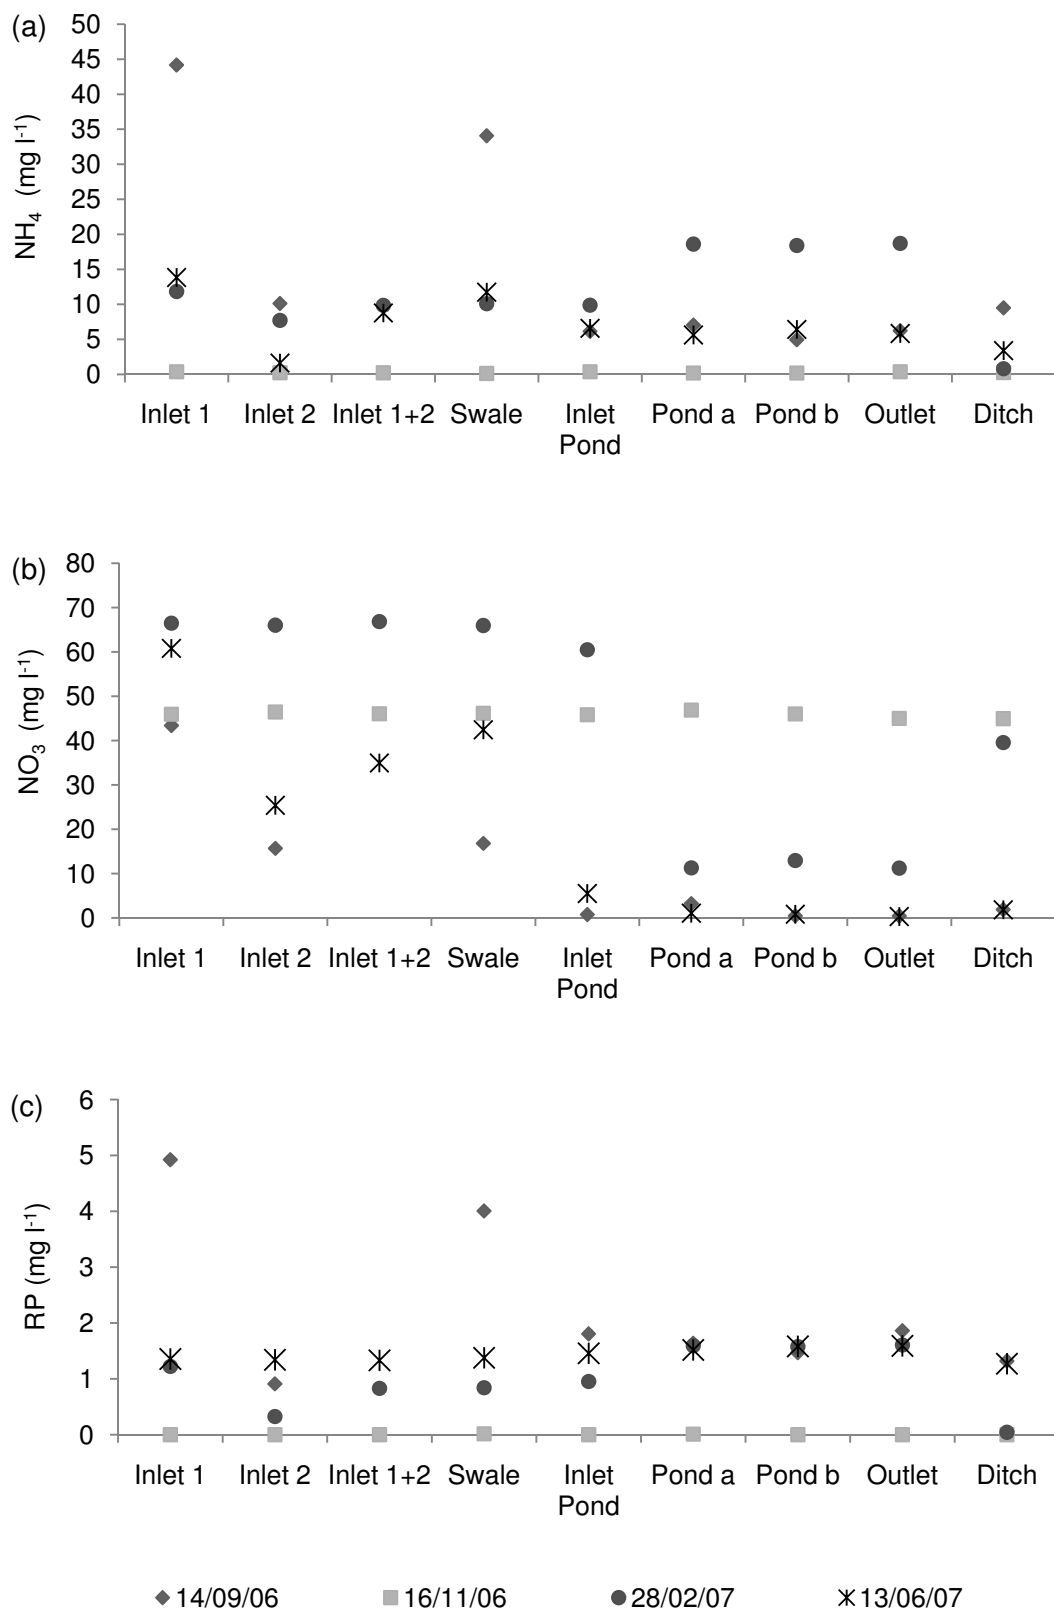 (a)
NH4 (mg l-1)
50
45
40
35
30
25
20
15
10
5
0
Inlet 1 Inlet 2 Inlet 1+2 Swale Inlet Pond a Pond b Outlet Ditch
Pond
(b)
NO3 (mg l-1)
80
70
60
50
40
30
20
10
0
Inlet 1 Inlet 2 Inlet 1+2 Swale Inlet Pond a Pond b Outlet Ditch
Pond
(c)
RP (mg l-1)
6
5
4
3
2
1
0
Inlet 1 Inlet 2 Inlet 1+2 Swale Inlet Pond a Pond b Outlet Ditch
Pond
14/09/06 16/11/06 28/02/07 13/06/07